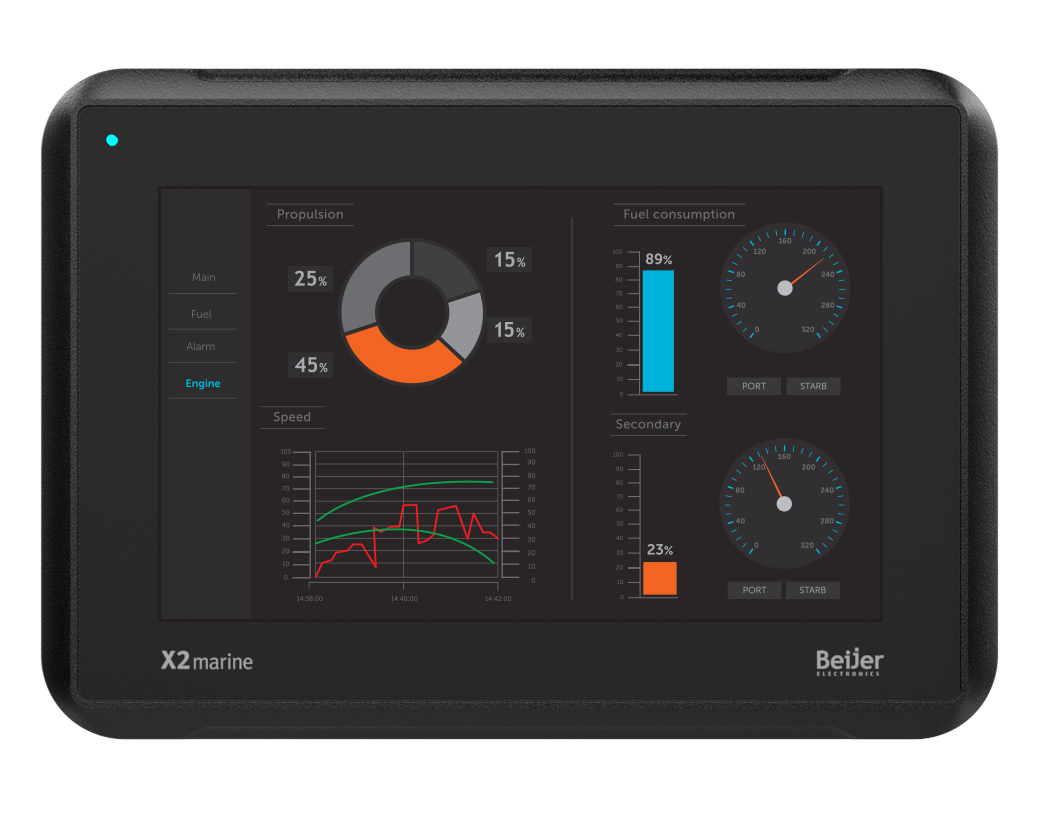 Main
Fuel
Alarm
Engine
Propulsion
25%
15%
15%
45%
Speed
100 100
90 90
80 80
70 70
60 60
50 50
40 40
30 30
20 20
10 10
0 0
14:38:00 14:40:00 14:42:00
Fuel consumption
100
90
80
70
60
50
40
30
20
10
0
89%
0 40 80 120 160 200 240 280 320
PORT STARB
Secondary
100
90
80
70
60
50
40
30
20
10
0
23%
0 40 80 120 160 200 240 280 320
PORT STARB
X2 marine
Beijer
ELECTRONICS